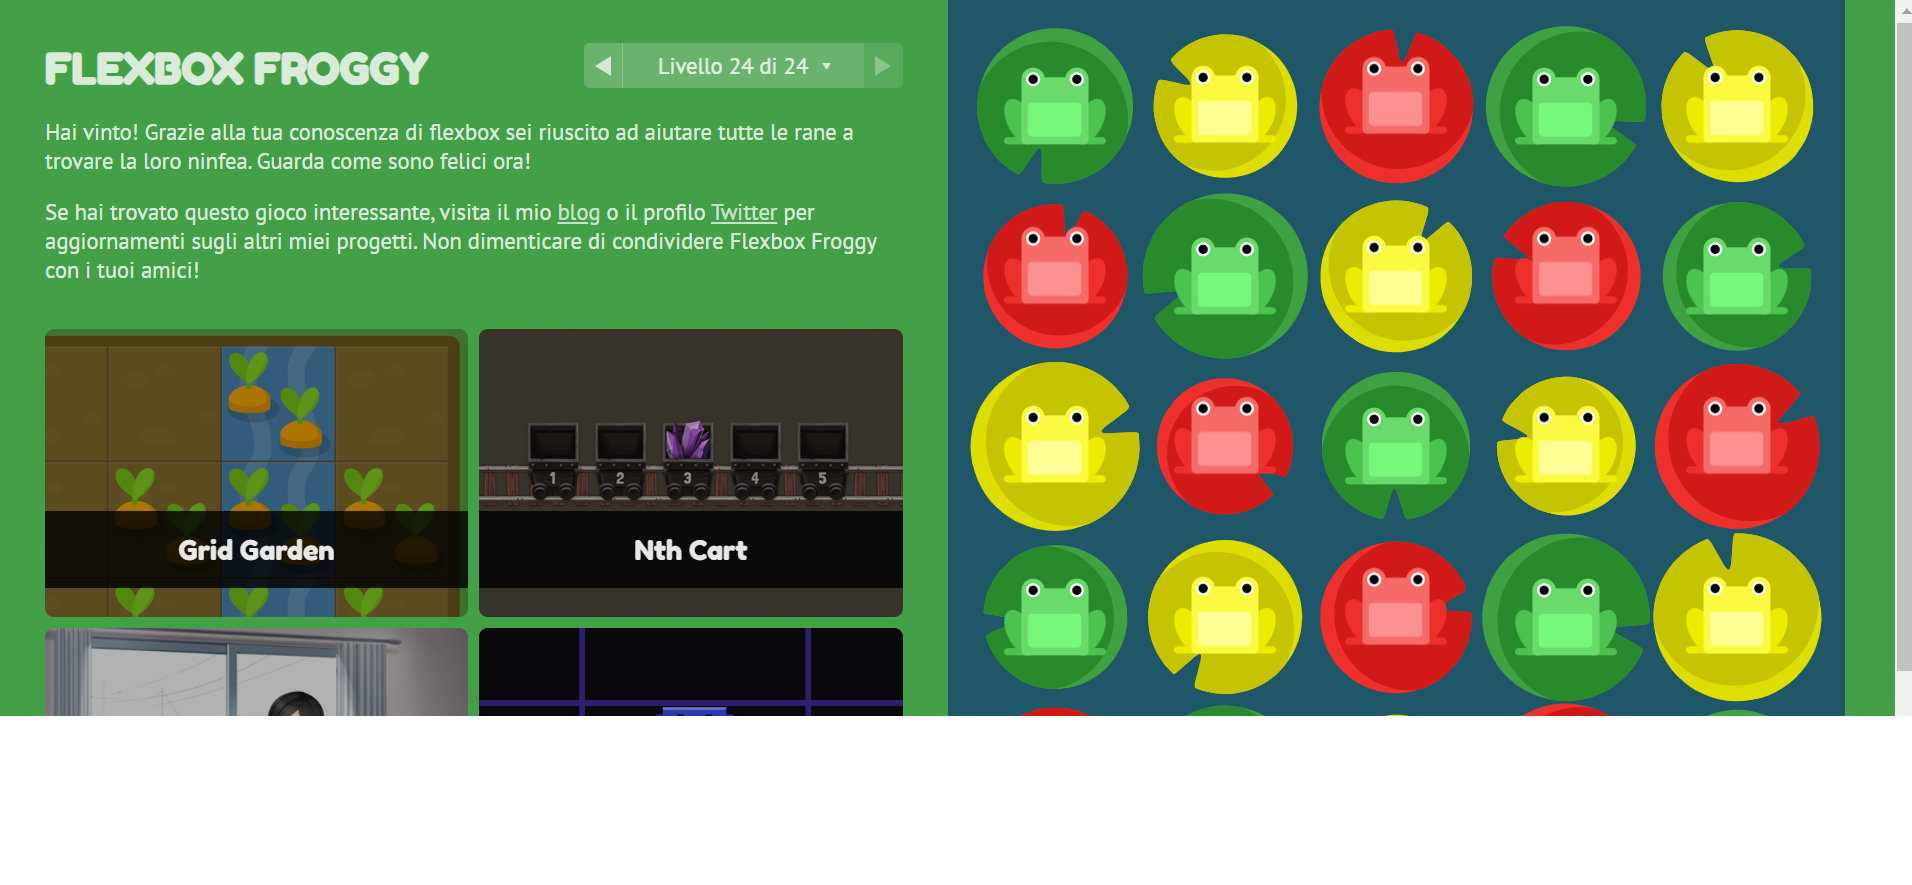 FLEXBOX FROGGY
Livello 24 di 24
Hai vinto! Grazie alla tua conoscenza di flexbox sei riuscito ad aiutare tutte le rane a
trovare la loro ninfea. Guarda come sono felici ora!
Se hai trovato questo gioco interessante, visita il mio blog o il profilo Twitter per
aggiornamenti sugli altri miei progetti. Non dimenticare di condividere Flexbox Froggy
con i tuoi amici!
1 2 3 4 5
Grid Garden
Nth Cart